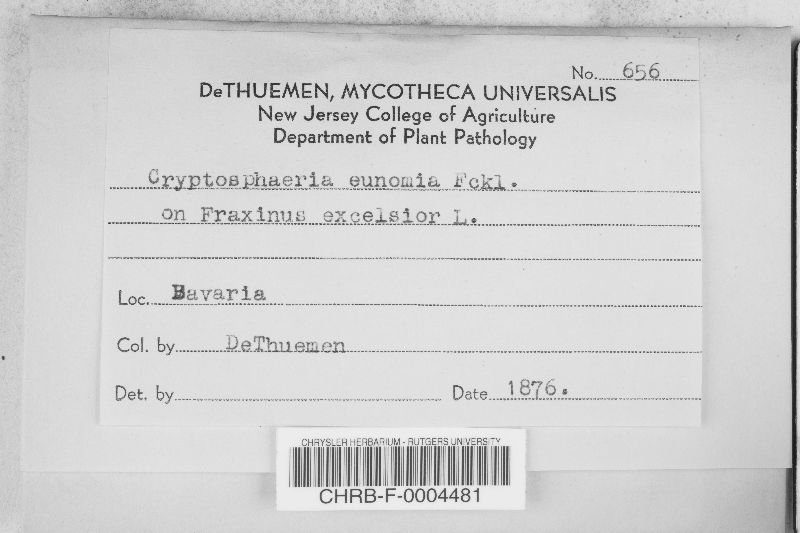 No. 656
DeTHUEMEN, MYCOTHECA UNIVERSALIS
New Jersey College of Agriculture
Department of Plant Pathology
Cryptosphaeria eunomia Fckl.
on Fraxinus excelsior L.
Loc. Bavaria
Col. by DeThuemen
Det. by
Date 1876.
CHRYSLER HERBARIUM - RUTGERS UNIVERSITY
CHRB-F-0004481